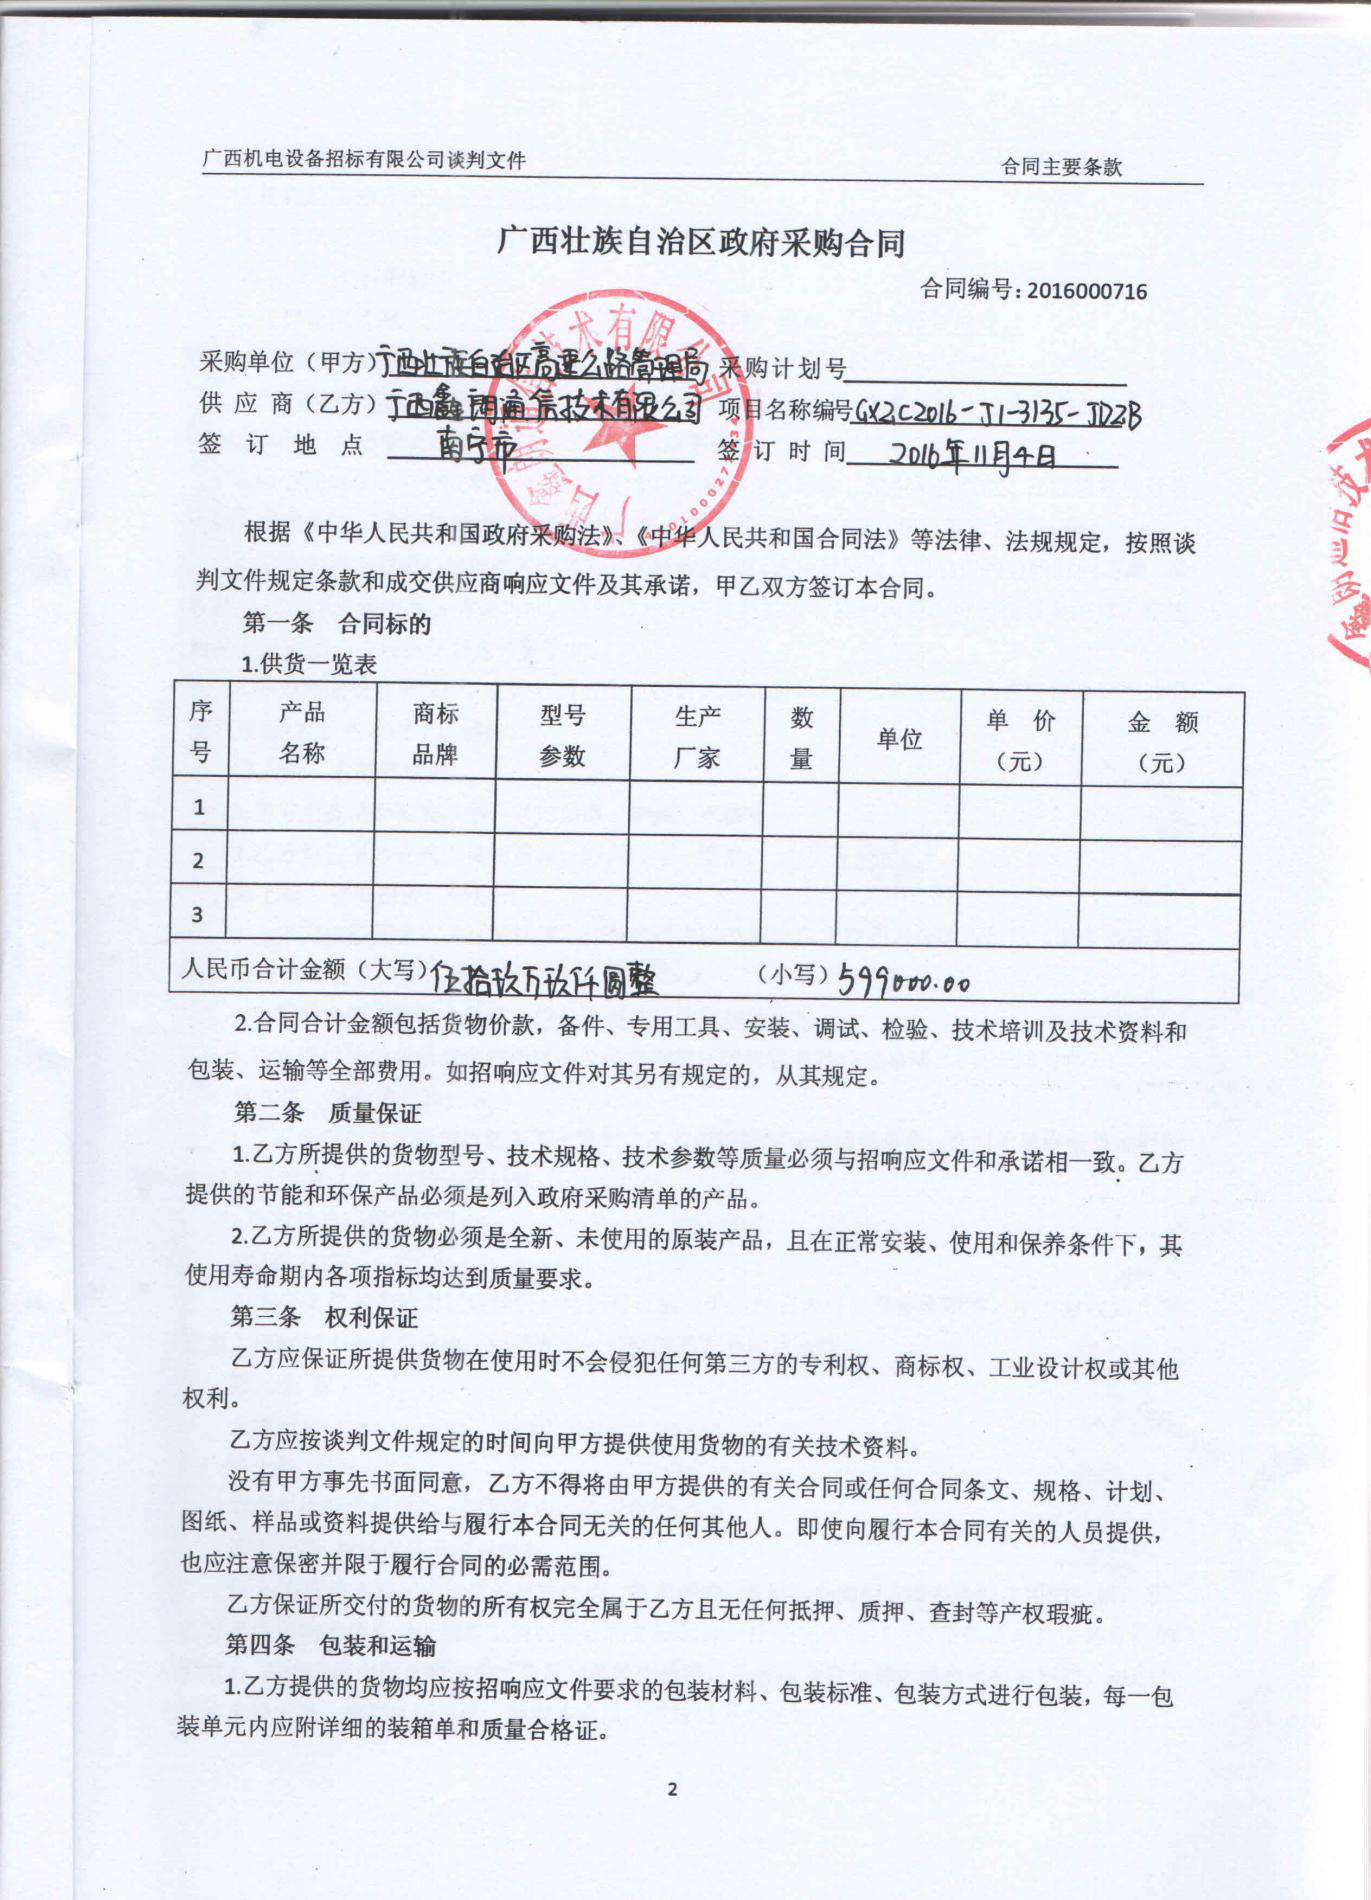 广西机电设备招标有限公司谈判文件 合同主要条款
广西壮族自治区政府采购合同
合同编号：2016000716
采购单位（甲方）广西壮族自治区高速公路管理局 采购计划号
供应商（乙方）广西鑫朗通信技术有限公司 项目名称编号GXZC2016-J1-3135-JDZB
签订地点 南宁市 签订时间 2016年11月4日
根据《中华人民共和国政府采购法》、《中华人民共和国合同法》等法律、法规规定，按照谈
判文件规定条款和成交供应商响应文件及其承诺，甲乙双方签订本合同。
第一条 合同标的
1.供货一览表
序号 产品名称 商标品牌 型号参数 生产厂家 数量 单位 单价（元） 金额（元）
1
2
3
人民币合计金额（大写）伍拾玖万玖仟圆整 （小写）599000.00
2.合同合计金额包括货物价款，备件、专用工具、安装、调试、检验、技术培训及技术资料和
包装、运输等全部费用。如招响应文件对其另有规定的，从其规定。
第二条 质量保证
1.乙方所提供的货物型号、技术规格、技术参数等质量必须与招响应文件和承诺相一致。乙方
提供的节能和环保产品必须是列入政府采购清单的产品。
2.乙方所提供的货物必须是全新、未使用的原装产品，且在正常安装、使用和保养条件下，其
使用寿命期内各项指标均达到质量要求。
第三条 权利保证
乙方应保证所提供货物在使用时不会侵犯任何第三方的专利权、商标权、工业设计权或其他
权利。
乙方应按谈判文件规定的时间向甲方提供使用货物的有关技术资料。
没有甲方事先书面同意，乙方不得将由甲方提供的有关合同或任何合同条文、规格、计划、
图纸、样品或资料提供给与履行本合同无关的任何其他人。即使向履行本合同有关的人员提供，
也应注意保密并限于履行合同的必需范围。
乙方保证所交付的货物的所有权完全属于乙方且无任何抵押、质押、查封等产权瑕疵。
第四条 包装和运输
1.乙方提供的货物均应按招响应文件要求的包装材料、包装标准、包装方式进行包装，每一包
装单元内应附详细的装箱单和质量合格证。
2